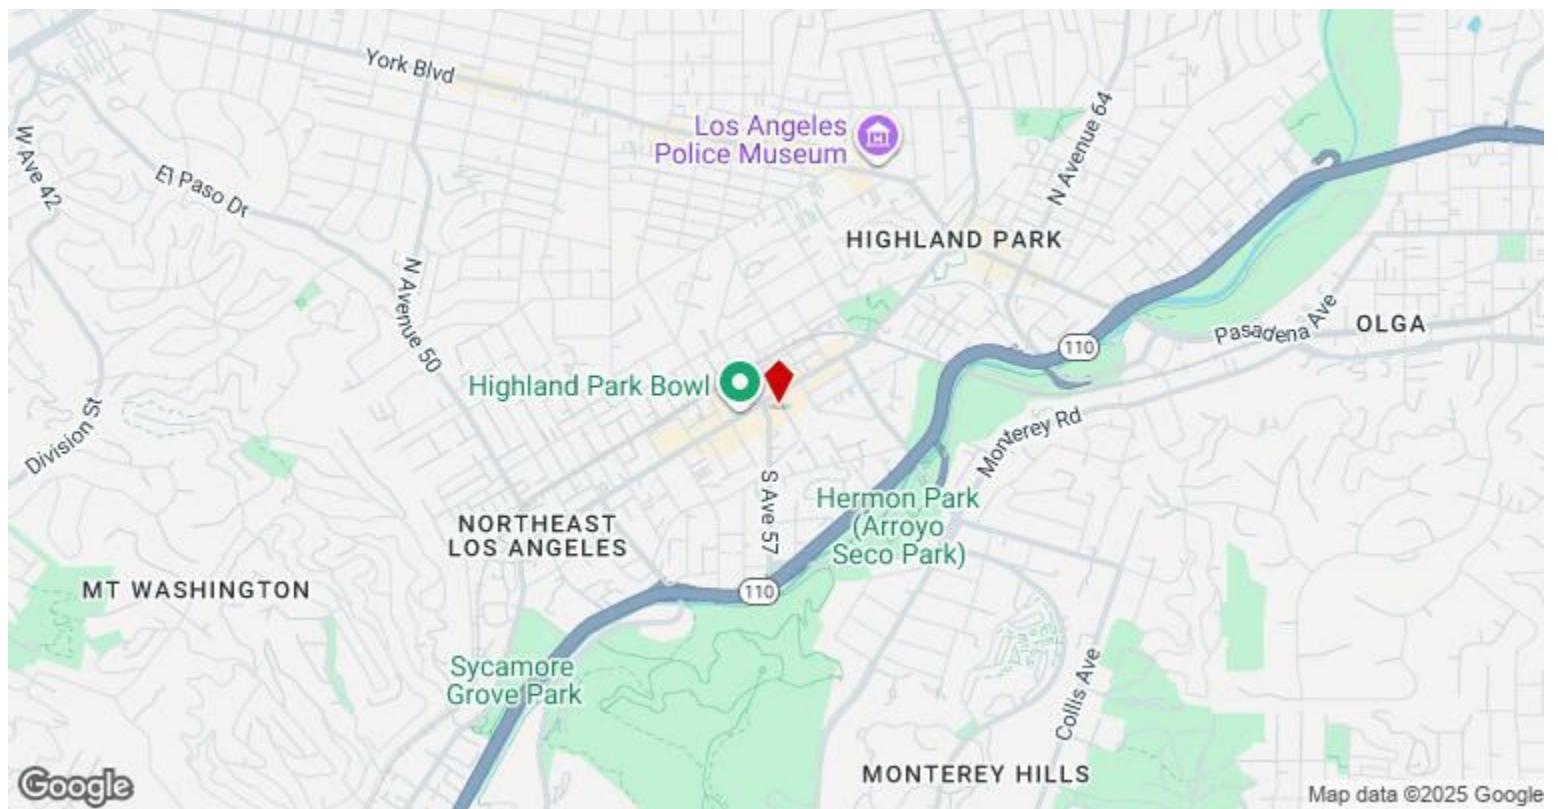 York Blvd
Los Angeles
Police Museum
N Avenue 64
W Ave 42
El Paso Dr
HIGHLAND PARK
N Avenue 50
Pasadena Ave
OLGA
110
Highland Park Bowl
Division St
Monterey Rd
S Ave 57
Hermon Park
(Arroyo
Seco Park)
NORTHEAST
LOS ANGELES
MT WASHINGTON
110
Sycamore
Grove Park
Collis Ave
MONTEREY HILLS
Google
Map data ©2025 Google